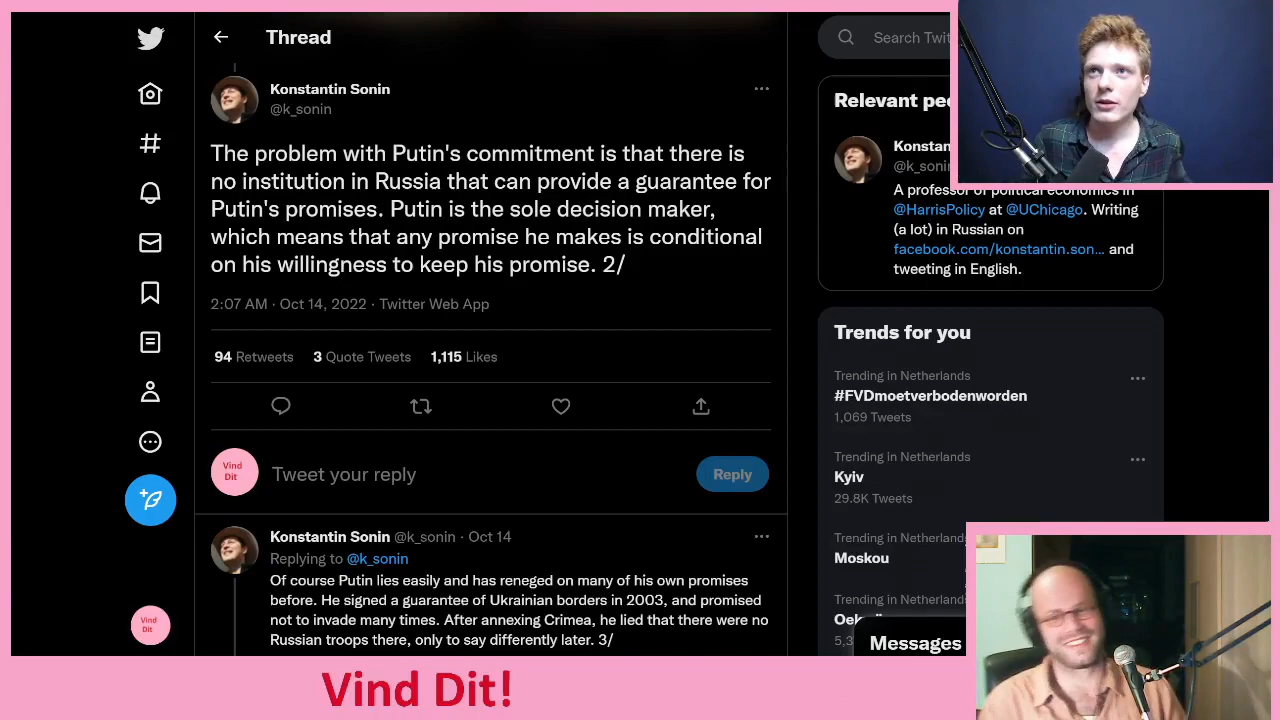 Thread
Search Twit
Konstantin Sonin
@k_sonin
The problem with Putin's commitment is that there is
no institution in Russia that can provide a guarantee for
Putin's promises. Putin is the sole decision maker,
which means that any promise he makes is conditional
on his willingness to keep his promise. 2/
2:07 AM · Oct 14, 2022 · Twitter Web App
94 Retweets 3 Quote Tweets 1,115 Likes
Vind
Dit
Tweet your reply
Reply
Konstantin Sonin @k_sonin · Oct 14
Replying to @k_sonin
Of course Putin lies easily and has reneged on many of his own promises
before. He signed a guarantee of Ukrainian borders in 2003, and promised
not to invade many times. After annexing Crimea, he lied that there were no
Russian troops there, only to say differently later. 3/
Vind
Dit
Relevant peo
Konstan
@k_sonin
A professor of political economics in
@HarrisPolicy at @UChicago. Writing
(a lot) in Russian on
facebook.com/konstantin.son... and
tweeting in English.
Trends for you
Trending in Netherlands
#FVDmoetverbodenworden
1,069 Tweets
Trending in Netherlands
Kyiv
29.8K Tweets
Trending in Netherlands
Moskou
Trending in Netherlands
5,3
Messages
Vind Dit!